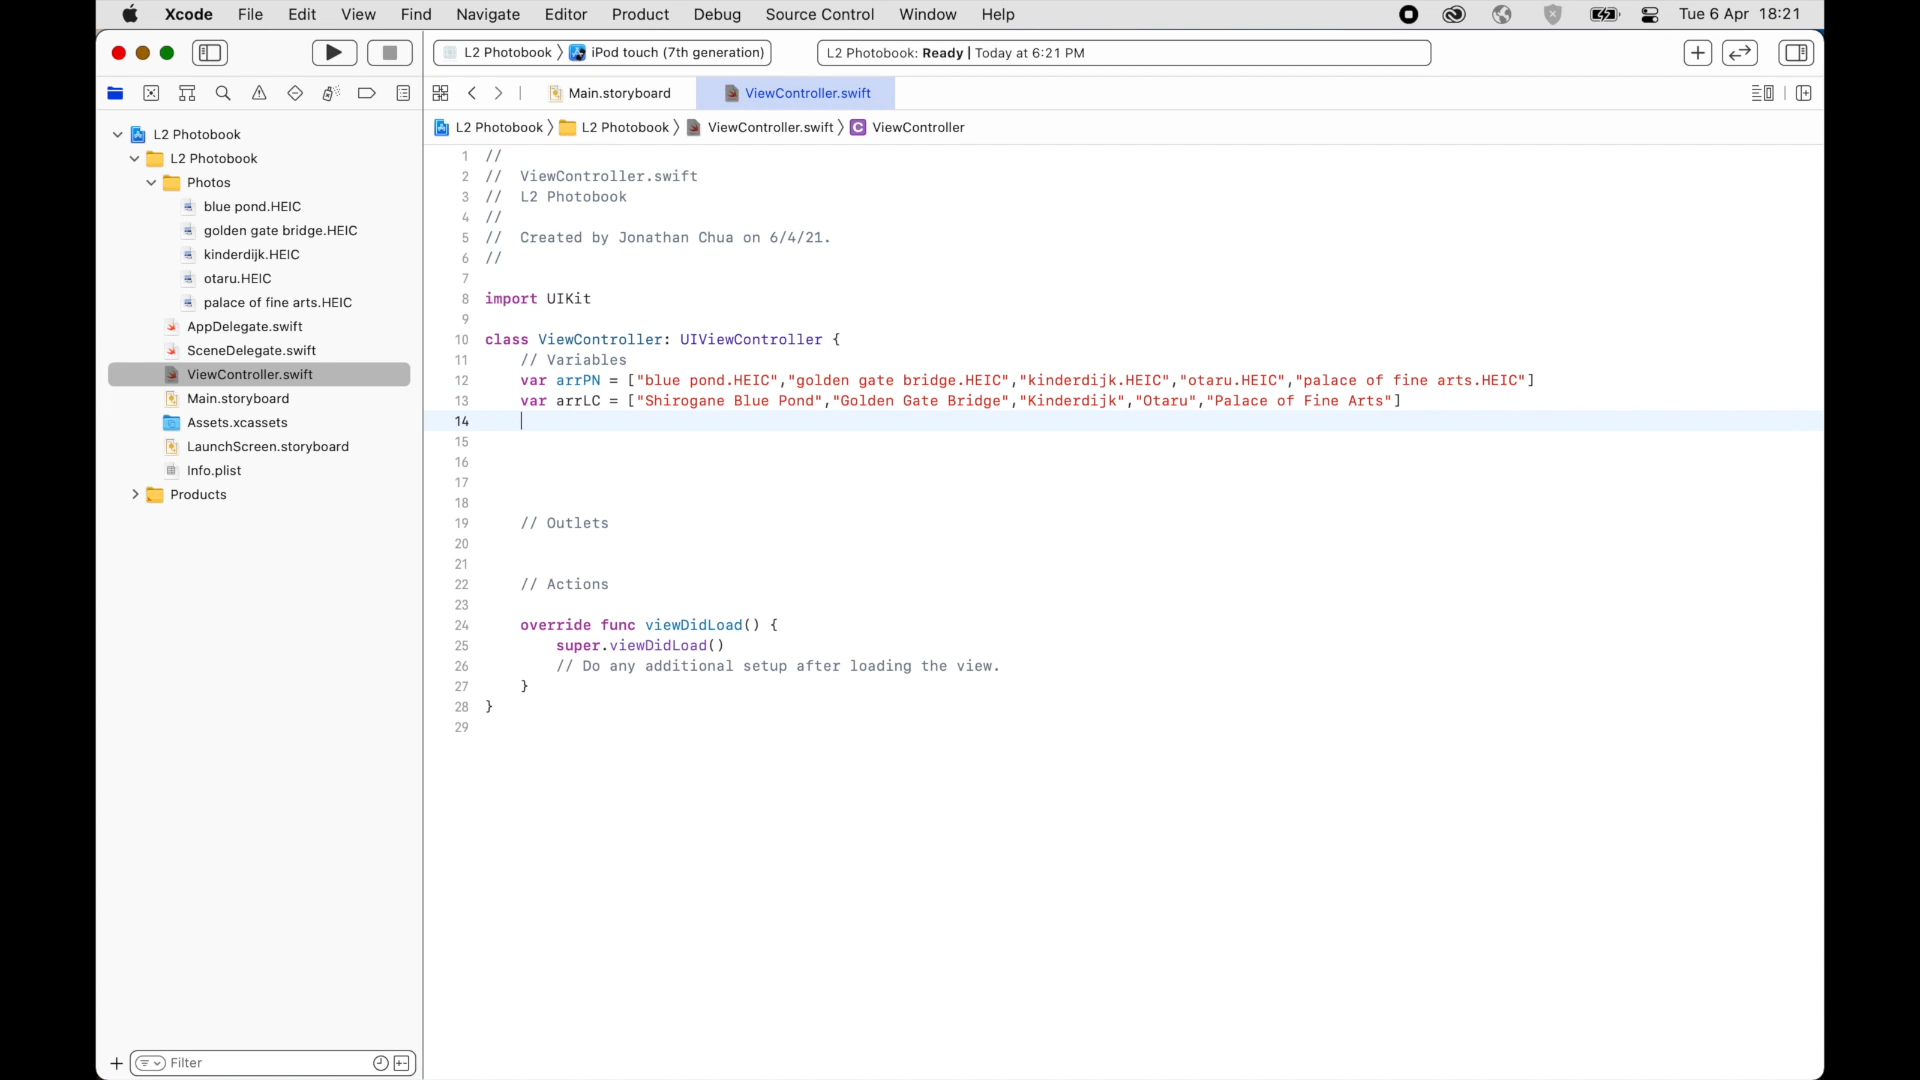 Xcode File Edit View Find Navigate Editor Product Debug Source Control Window Help Tue 6 Apr 18:21
L2 Photobook iPod touch (7th generation) L2 Photobook: Ready | Today at 6:21 PM
Main.storyboard ViewController.swift
L2 Photobook L2 Photobook ViewController.swift C ViewController
L2 Photobook
L2 Photobook
Photos
blue pond.HEIC
golden gate bridge.HEIC
kinderdijk.HEIC
otaru.HEIC
palace of fine arts.HEIC
AppDelegate.swift
SceneDelegate.swift
ViewController.swift
Main.storyboard
Assets.xcassets
LaunchScreen.storyboard
Info.plist
Products
Filter
1 //
2 // ViewController.swift
3 // L2 Photobook
4 //
5 // Created by Jonathan Chua on 6/4/21.
6 //
7
8 import UIKit
9
10 class ViewController: UIViewController {
11 // Variables
12 var arrPN = ["blue pond.HEIC","golden gate bridge.HEIC","kinderdijk.HEIC","otaru.HEIC","palace of fine arts.HEIC"]
13 var arrLC = ["Shirogane Blue Pond","Golden Gate Bridge","Kinderdijk","Otaru","Palace of Fine Arts"]
14
15
16
17
18
19 // Outlets
20
21
22 // Actions
23
24 override func viewDidLoad() {
25 super.viewDidLoad()
26 // Do any additional setup after loading the view.
27 }
28 }
29